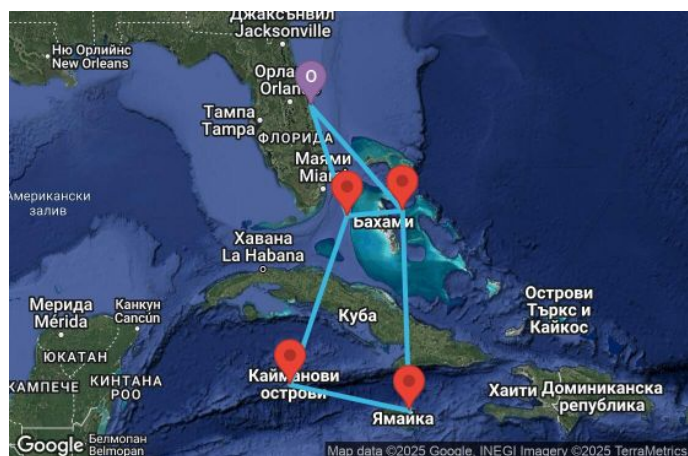 Джаксънвил
Jacksonville
Ню Орлийнс
New Orleans
Орла
Orlan
O
Тампа
Tampa
ФЛОРИДА
Маями
Miami
Американски
залив
Бахами
Хавана
La Habana
Мерида
Mérida
Канкун
Cancún
Куба
Острови
Търкс и
Кайкос
ЮКАТАН
КАМПЕЧЕ
КИНТАНА
РОО
Кайманови
острови
Хаити
Доминиканска
република
Ямайка
Белмопан
Belmopan
Google
Map data ©2025 Google, INEGI Imagery ©2025 TerraMetrics